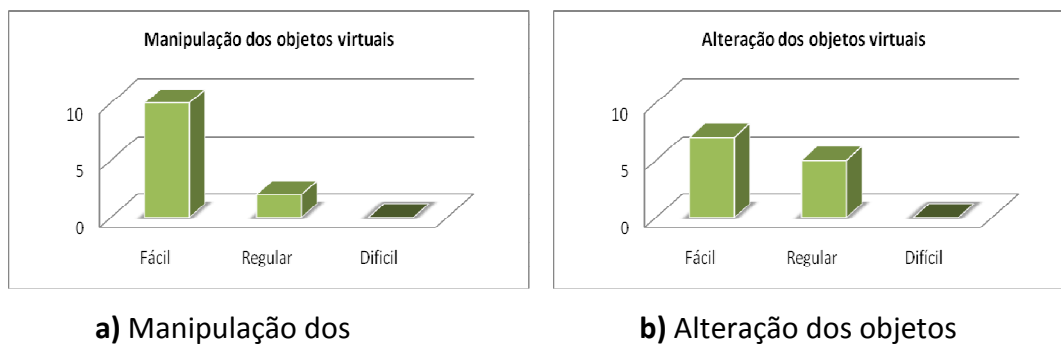 Manipulação dos objetos virtuais
10
5
0
Fácil Regular Dificil
a) Manipulação dos
Alteração dos objetos virtuais
10
5
0
Fácil Regular Difícil
b) Alteração dos objetos